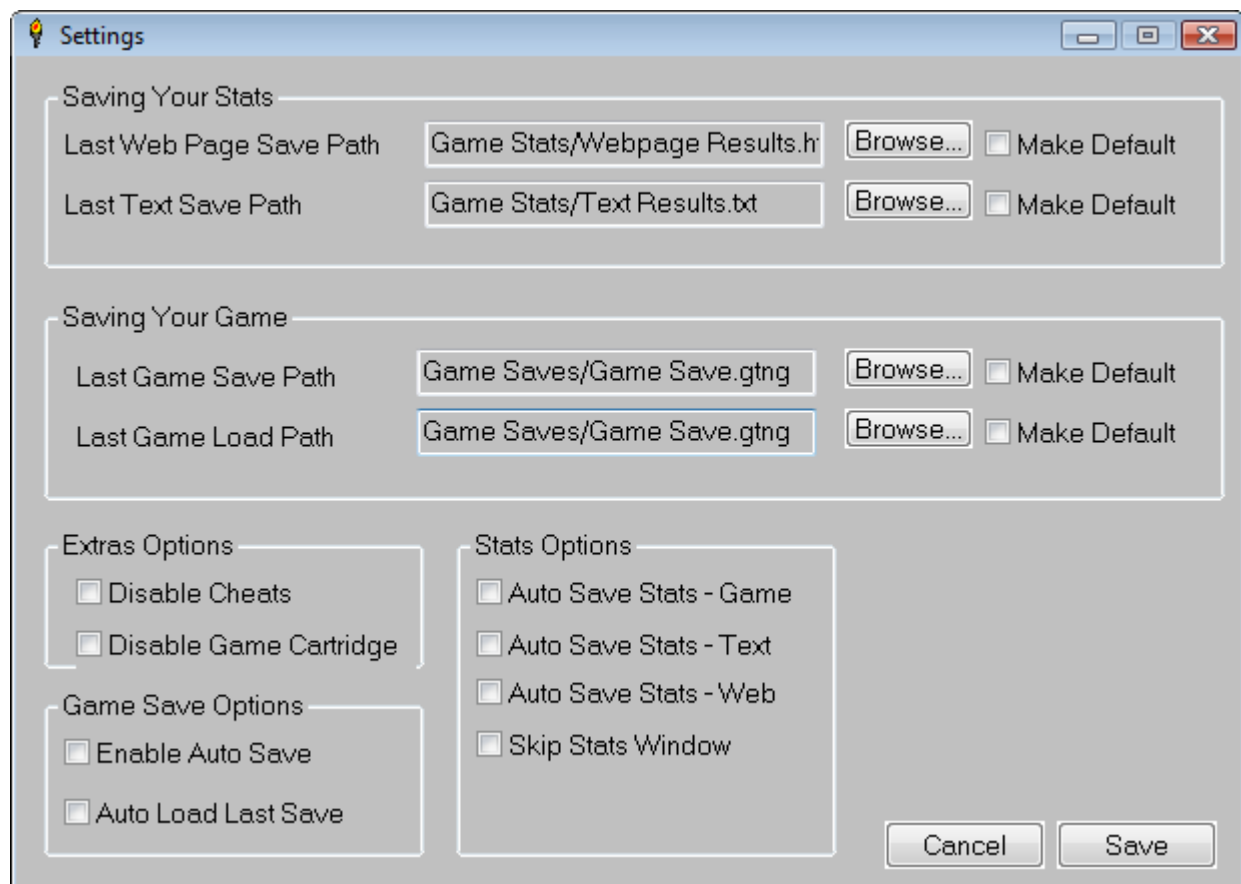 Settings
Saving Your Stats
Last Web Page Save Path Game Stats/Webpage Results.h Browse... Make Default
Last Text Save Path Game Stats/Text Results.txt Browse... Make Default
Saving Your Game
Last Game Save Path Game Saves/Game Save.gtng Browse... Make Default
Last Game Load Path Game Saves/Game Save.gtng Browse... Make Default
Extras Options
Disable Cheats
Disable Game Cartridge
Game Save Options
Enable Auto Save
Auto Load Last Save
Stats Options
Auto Save Stats - Game
Auto Save Stats - Text
Auto Save Stats - Web
Skip Stats Window
Cancel Save